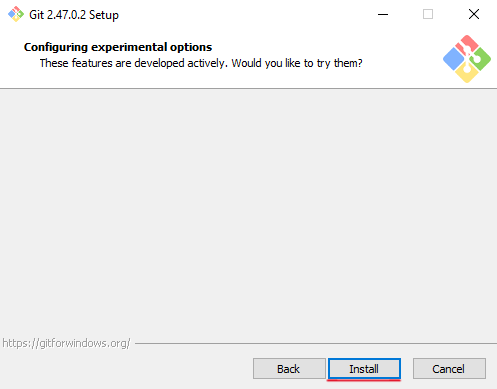 Git 2.47.0.2 Setup
Configuring experimental options
These features are developed actively. Would you like to try them?
https://gitforwindows.org/
Back Install Cancel